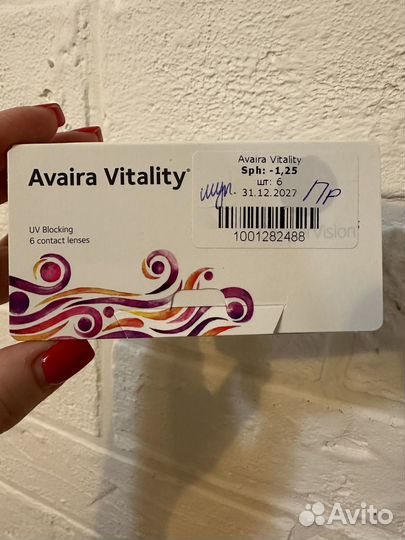 Avaira Vitality®
UV Blocking
6 contact lenses
Avaira Vitality
Sph: -1,25
шт: 6
31.12.2027 Пр
1001282488
Vision
Avito